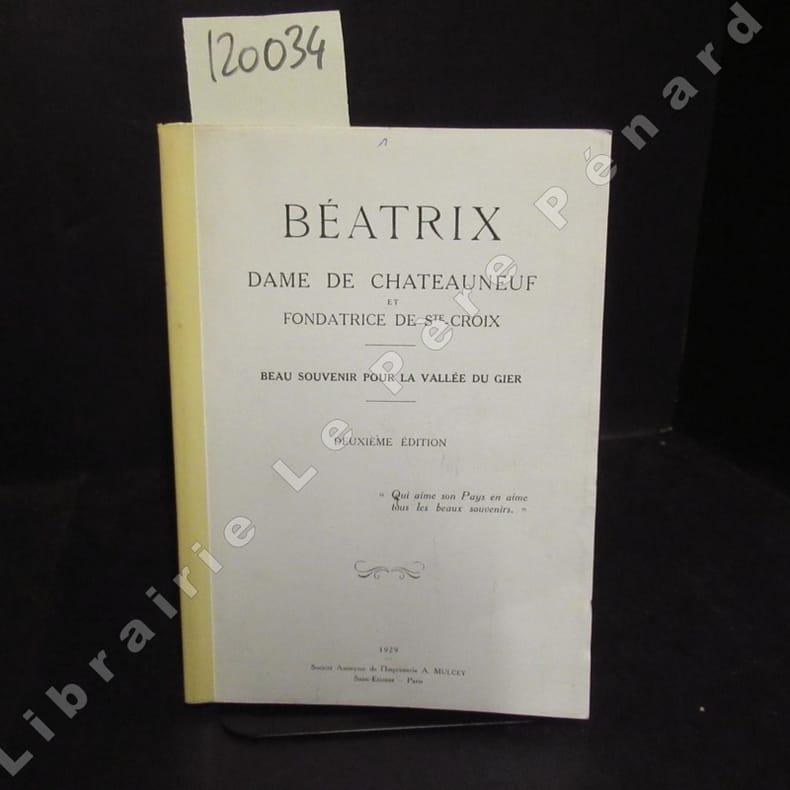 120034
BÉATRIX
DAME DE CHATEAUNEUF
ET
FONDATRICE DE STE-CROIX
BEAU SOUVENIR POUR LA VALLÉE DU GIER
DEUXIÈME ÉDITION
" Qui aime son Pays en aime
tous les beaux souvenirs. "
1929
Société Anonyme de l'Imprimerie A. MULCEY
Saint-Etienne - Paris
Librairie Le Père Pénard